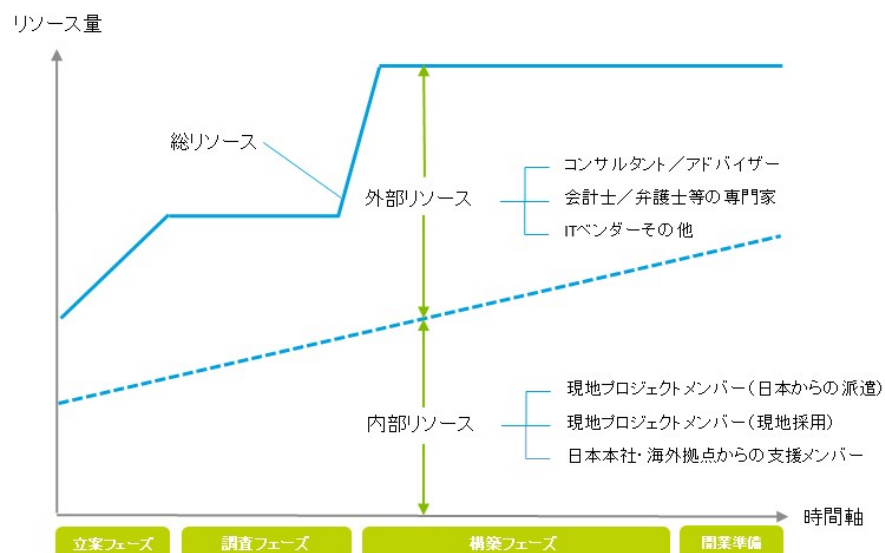 リソース量
総リソース
外部リソース
コンサルタント／アドバイザー
会計士／弁護士等の専門家
ITベンダーその他
内部リソース
現地プロジェクトメンバー（日本からの派遣）
現地プロジェクトメンバー（現地採用）
日本本社・海外拠点からの支援メンバー
時間軸
立案フェーズ
調査フェーズ
構築フェーズ
開業準備